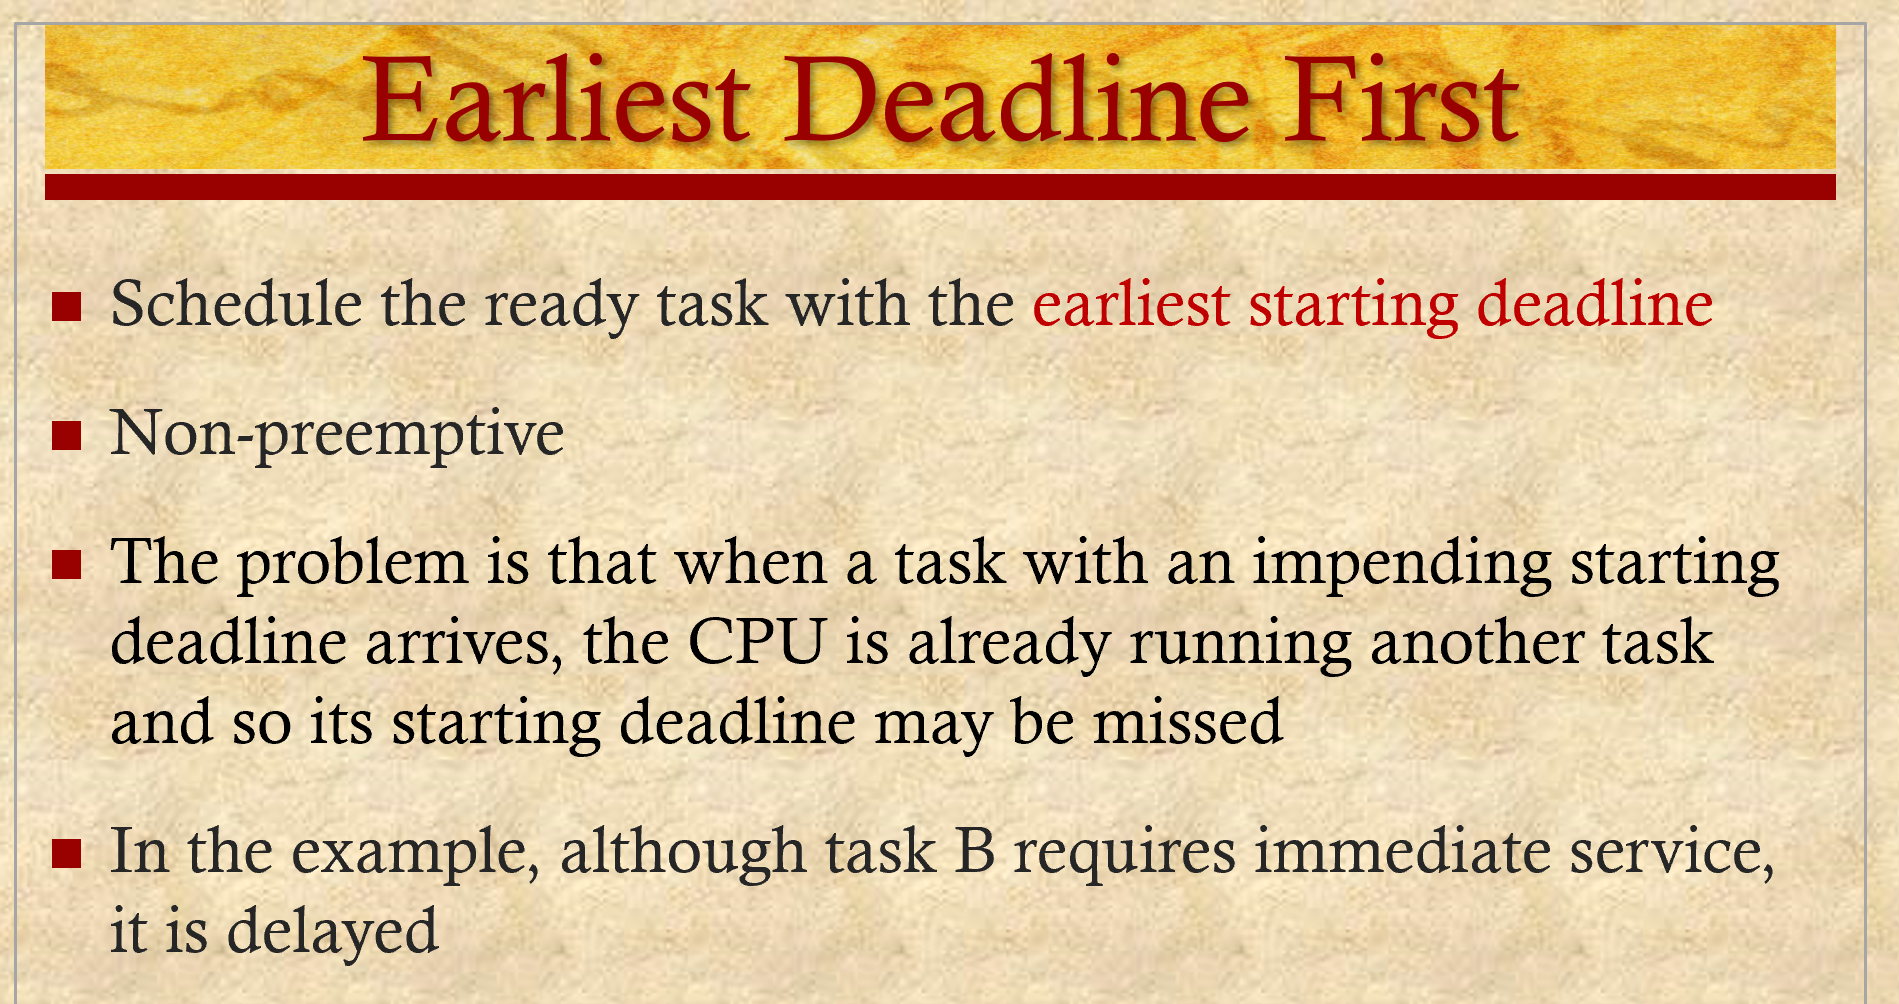 Earliest Deadline First
Schedule the ready task with the earliest starting deadline
Non-preemptive
The problem is that when a task with an impending starting
deadline arrives, the CPU is already running another task
and so its starting deadline may be missed
In the example, although task B requires immediate service,
it is delayed